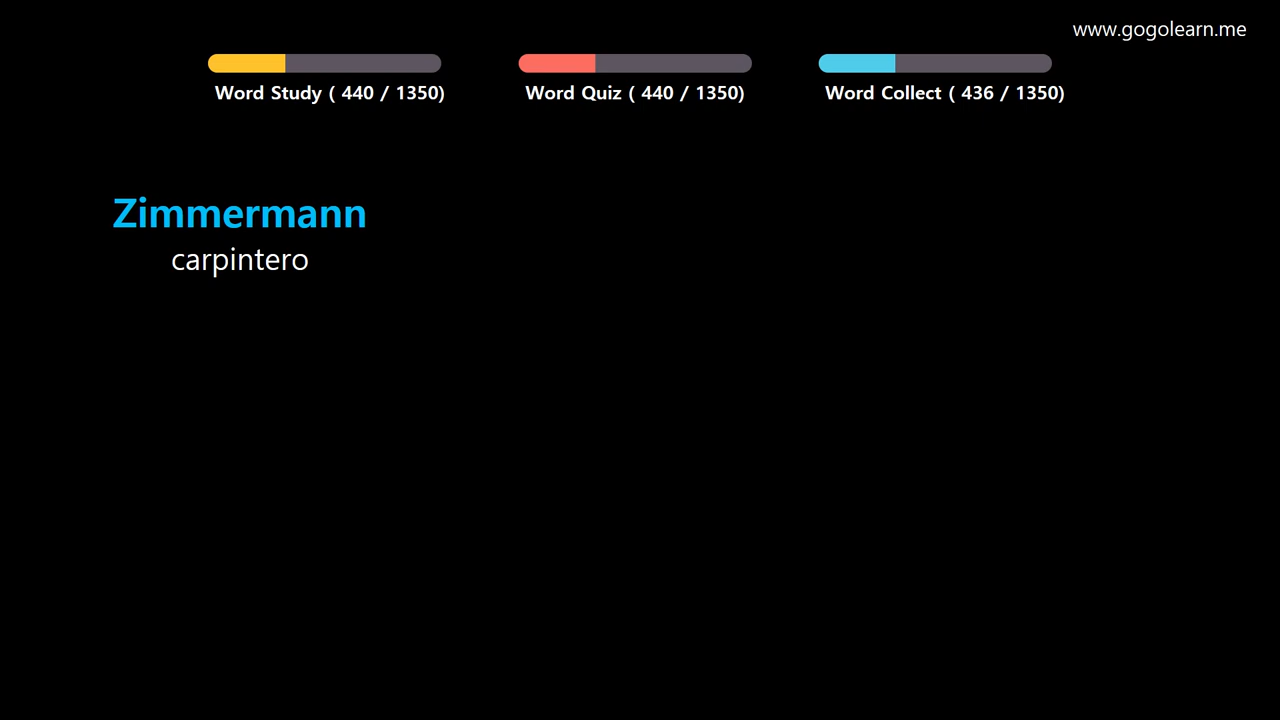 www.gogolearn.me
Word Study ( 440 / 1350)
Word Quiz ( 440 / 1350)
Word Collect ( 436 / 1350)
Zimmermann
carpintero